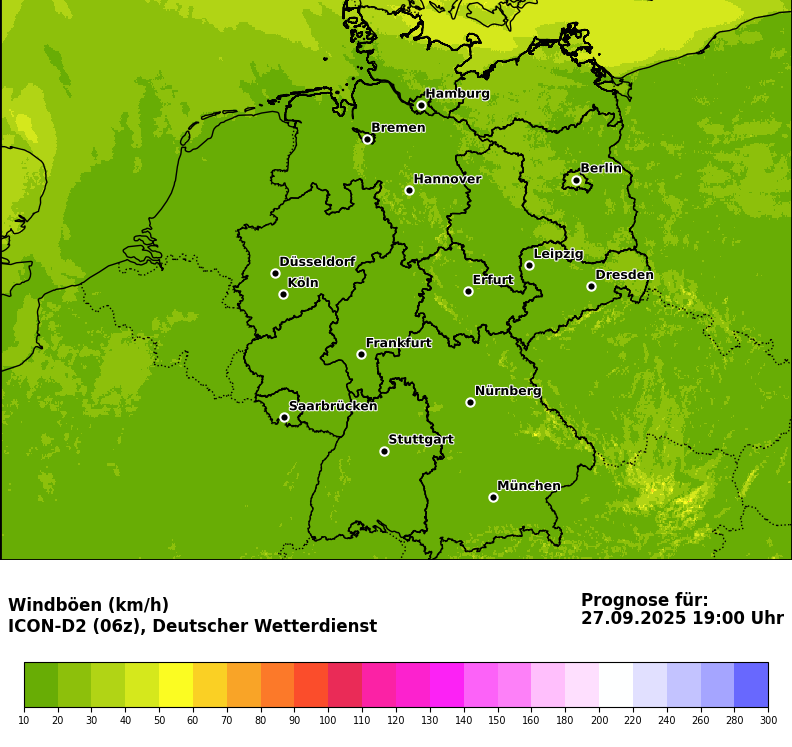 Hamburg
Bremen
Berlin
Hannover
Leipzig
Düsseldorf
Dresden
Köln
Erfurt
Frankfurt
Nürnberg
Saarbrücken
Stuttgart
München
Windböen (km/h)
ICON-D2 (06z), Deutscher Wetterdienst
Prognose für:
27.09.2025 19:00 Uhr
10 20 30 40 50 60 70 80 90 100 110 120 130 140 150 160 180 200 220 240 260 280 300